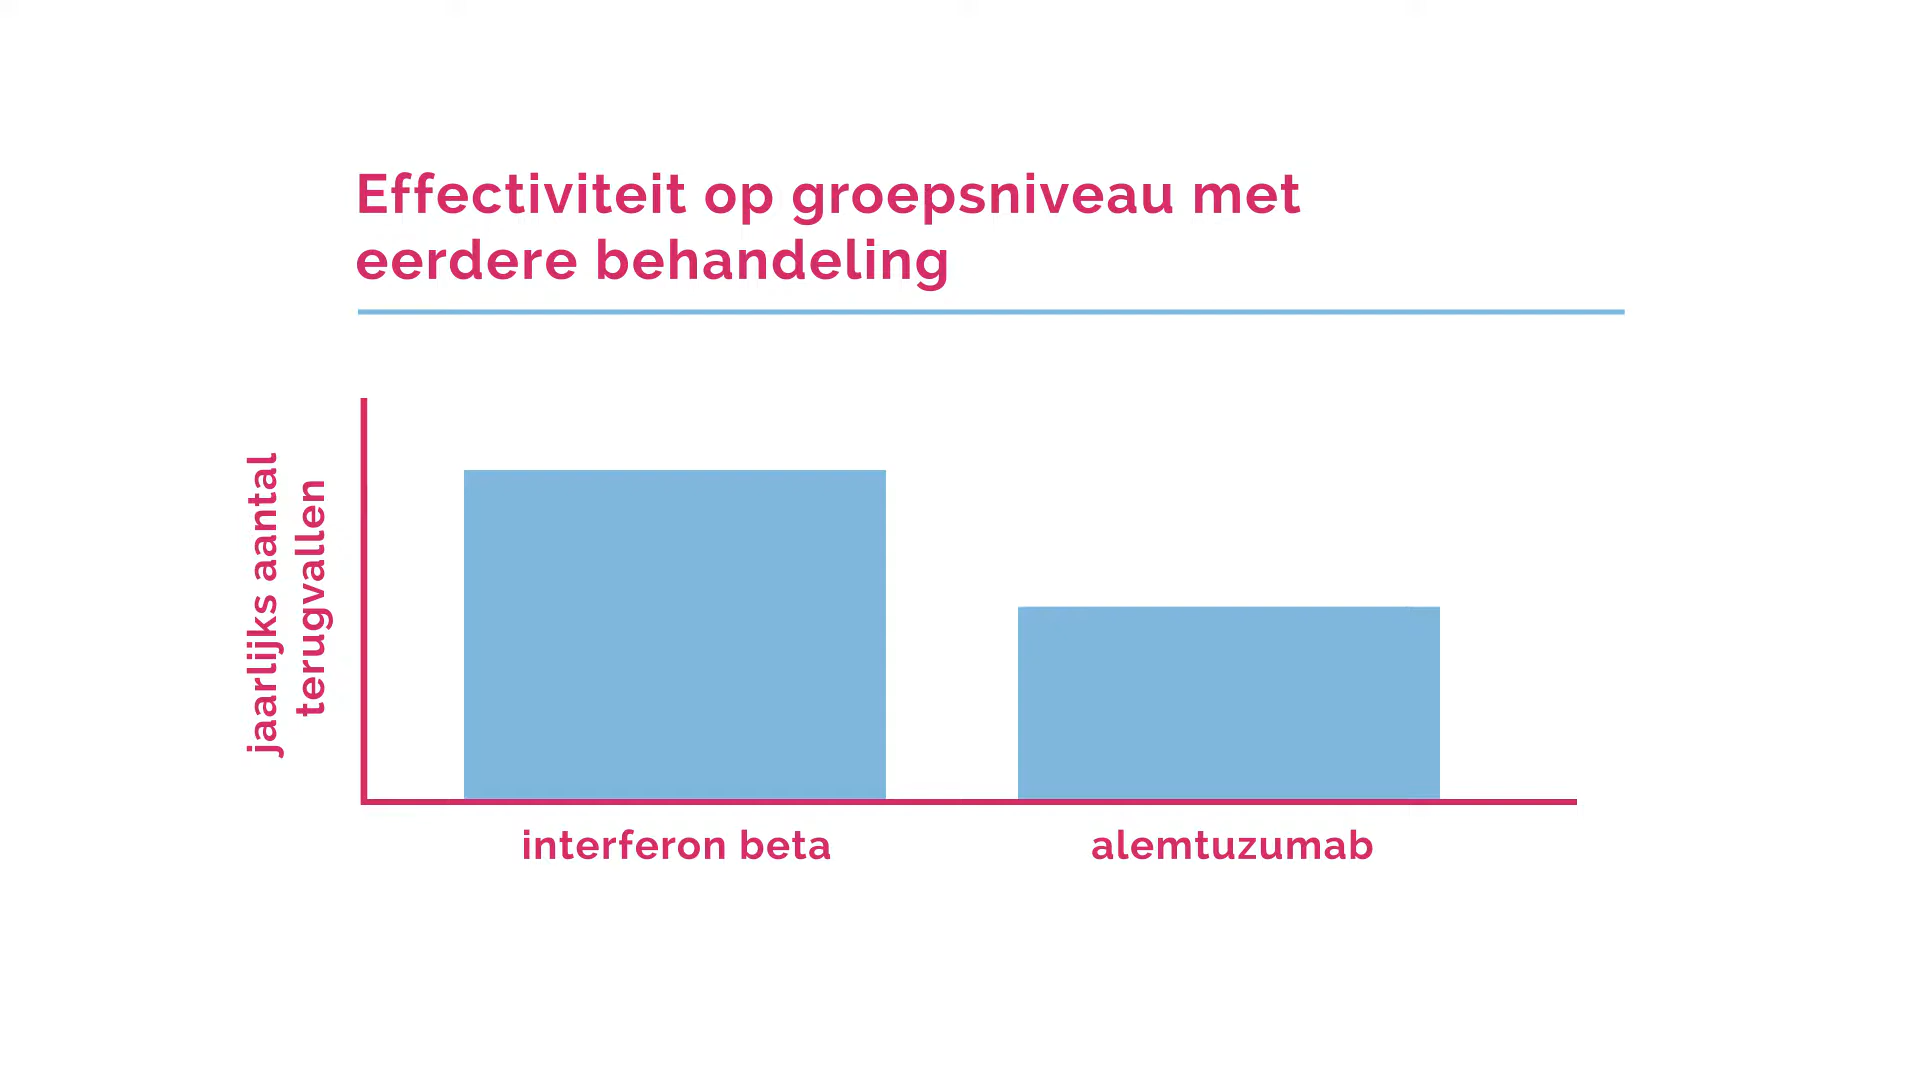 Effectiviteit op groepsniveau met
eerdere behandeling
jaarlijks aantal
terugvallen
interferon beta
alemtuzumab